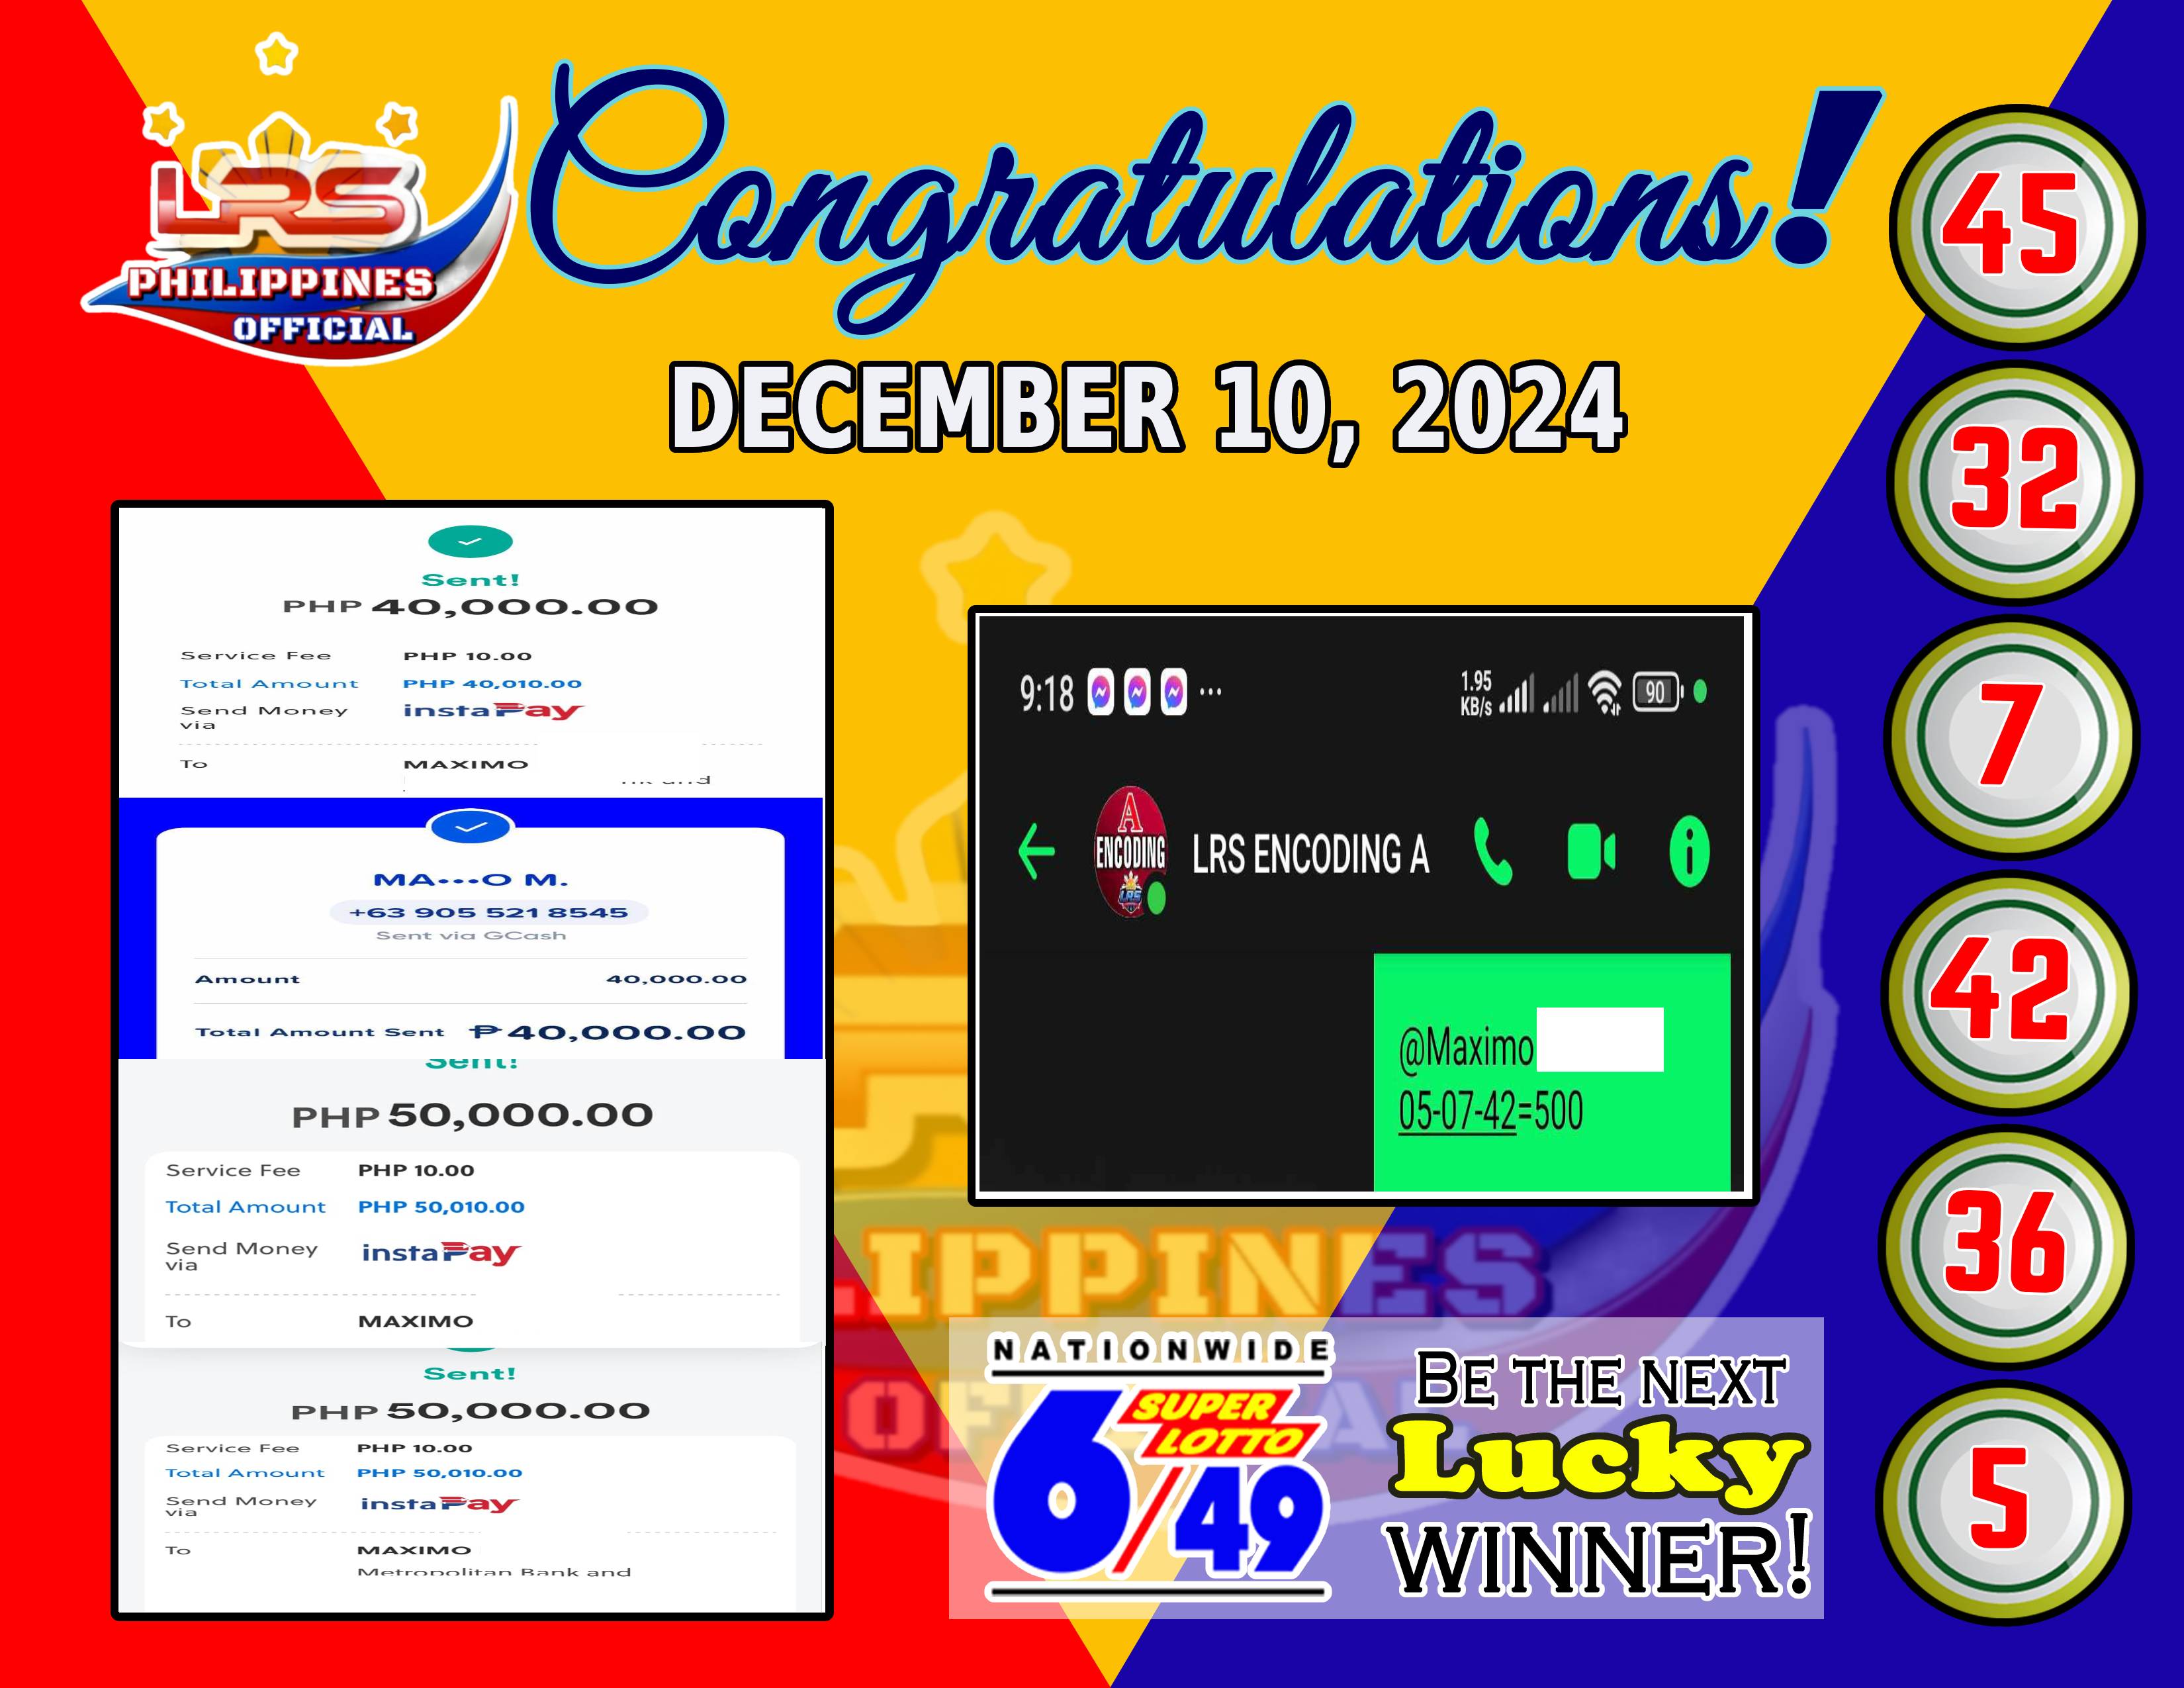 LRS
PHILIPPINES
OFFICIAL
Congratulations!
DECEMBER 10, 2024
Sent!
PHP 40,000.00
Service Fee PHP 10.00
Total Amount PHP 40,010.00
Send Money via instaPay
To MAXIMO
MA•••O M.
+63 905 521 8545
Sent via GCash
Amount 40,000.00
Total Amount Sent ₱40,000.00
Sent!
PHP 50,000.00
Service Fee PHP 10.00
Total Amount PHP 50,010.00
Send Money via instaPay
To MAXIMO
Sent!
PHP 50,000.00
Service Fee PHP 10.00
Total Amount PHP 50,010.00
Send Money via instaPay
To MAXIMO
Metropolitan Bank and
9:18 ... 1.95 KB/s 90
A ENCODING LRS
LRS ENCODING A
@Maximo
05-07-42=500
NATIONWIDE
SUPER
LOTTO
6/49
BE THE NEXT
Lucky
WINNER!
45
32
7
42
36
5